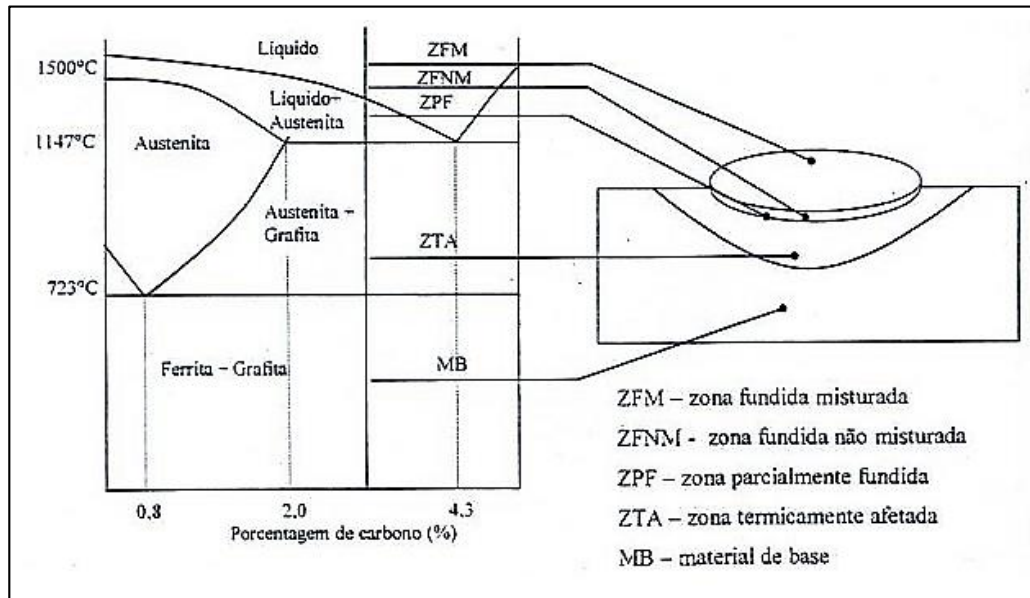 Líquido
ZFM
1500°C
ZFNM
Líquido+
Austenita
ZPF
Austenita
1147°C
Austenita +
Grafita
ZTA
723°C
Ferrita – Grafita
MB
0,8
2.0
4.3
Porcentagem de carbono (%)
ZFM – zona fundida misturada
ZFNM - zona fundida não misturada
ZPF – zona parcialmente fundida
ZTA – zona termicamente afetada
MB – material de base